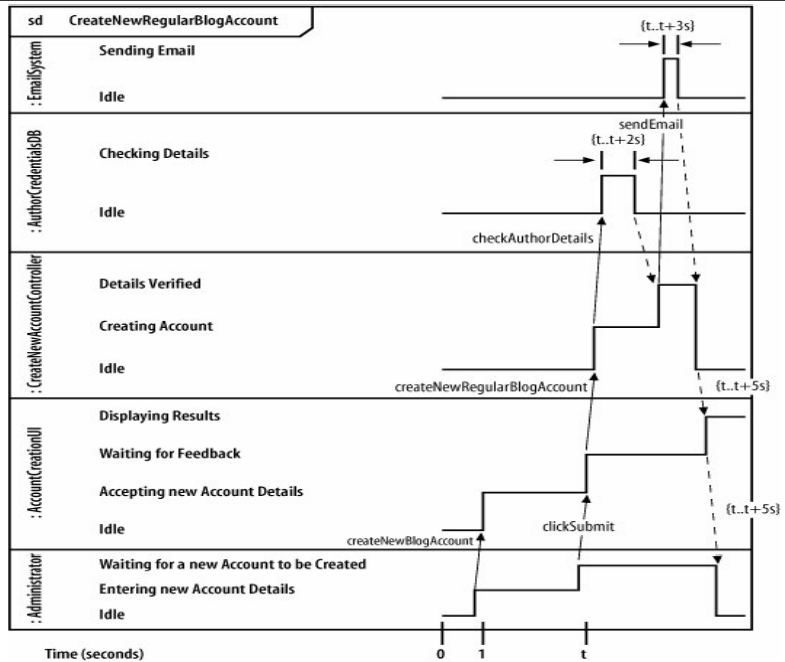 sd CreateNewRegularBlogAccount
: EmailSystem
Sending Email
Idle
{t..t+3s}
: AuthorCredentialsDB
Checking Details
Idle
sendEmail
{t..t+2s}
checkAuthorDetails
: CreateNewAccountController
Details Verified
Creating Account
Idle
createNewRegularBlogAccount
{t..t+5s}
: AccountCreationUI
Displaying Results
Waiting for Feedback
Accepting new Account Details
Idle
createNewBlogAccount
clickSubmit
{t..t+5s}
: Administrator
Waiting for a new Account to be Created
Entering new Account Details
Idle
Time (seconds) 0 1 t